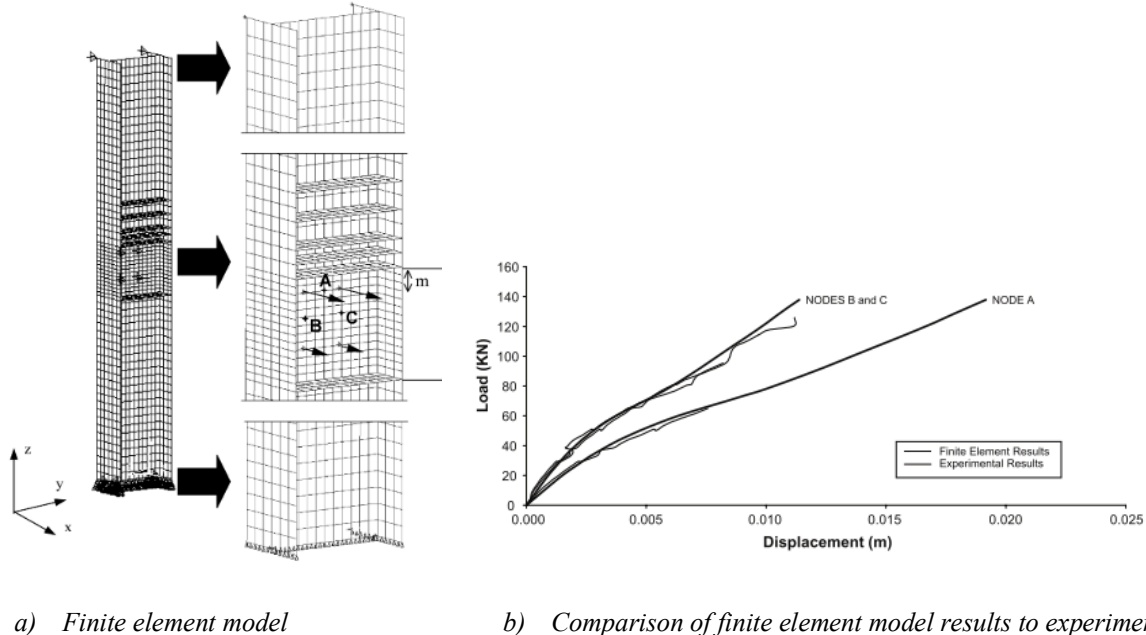 z
y
x
A
m
B
C
160
140
120
100
80
60
40
20
0
Load (KN)
NODES B and C
NODE A
Finite Element Results
Experimental Results
0.000
0.005
0.010
0.015
0.020
0.025
Displacement (m)
a) Finite element model
b) Comparison of finite element model results to experime